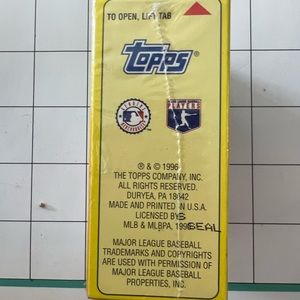 TO OPEN, LIFT TAB
Topps®
PLAYERS
® & © 1996
THE TOPPS COMPANY, INC.
ALL RIGHTS RESERVED.
DURYEA, PA 18642
MADE AND PRINTED IN U.S.A.
LICENSED BY
MLB & MLBPA, 1996
SEAL
MAJOR LEAGUE BASEBALL
TRADEMARKS AND COPYRIGHTS
ARE USED WITH PERMISSION OF
MAJOR LEAGUE BASEBALL
PROPERTIES, INC.